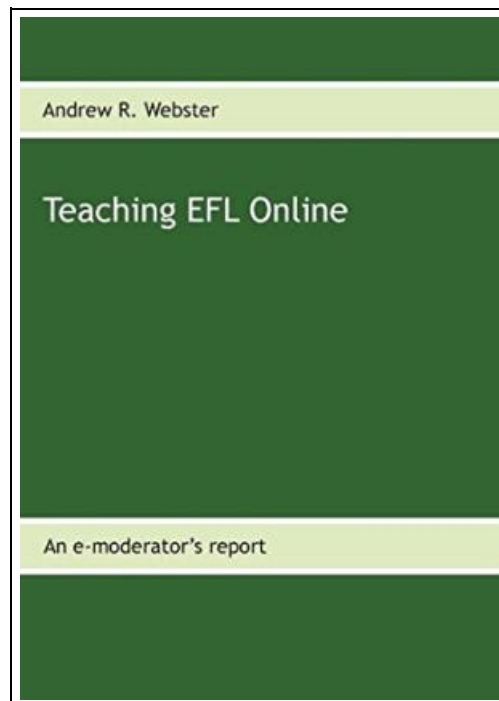 Andrew R. Webster
Teaching EFL Online
An e-moderator's report